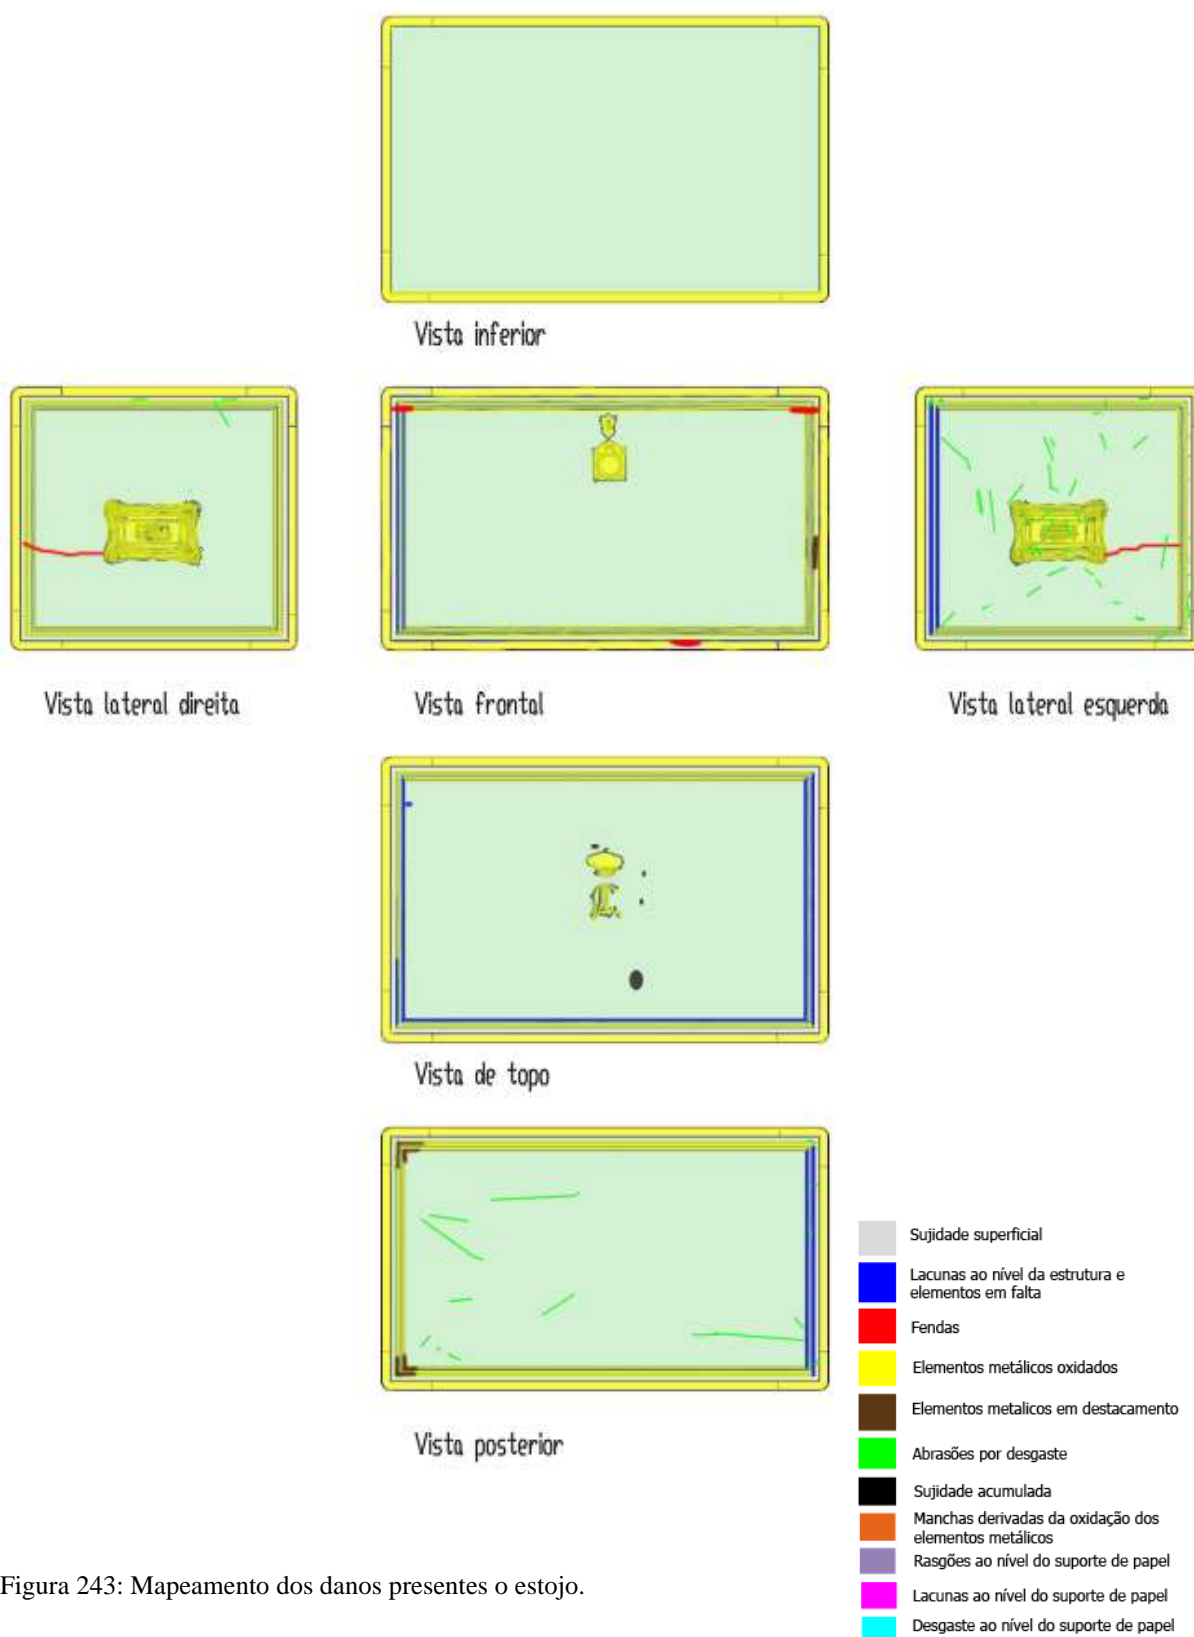 Vista inferior
Vista lateral direita
Vista frontal
Vista lateral esquerda
Vista de topo
Vista posterior
Sujidade superficial
Lacunas ao nível da estrutura e
elementos em falta
Fendas
Elementos metálicos oxidados
Elementos metalicos em destacamento
Abrasões por desgaste
Sujidade acumulada
Manchas derivadas da oxidação dos
elementos metálicos
Rasgões ao nível do suporte de papel
Lacunas ao nível do suporte de papel
Desgaste ao nível do suporte de papel
Figura 243: Mapeamento dos danos presentes o estojo.